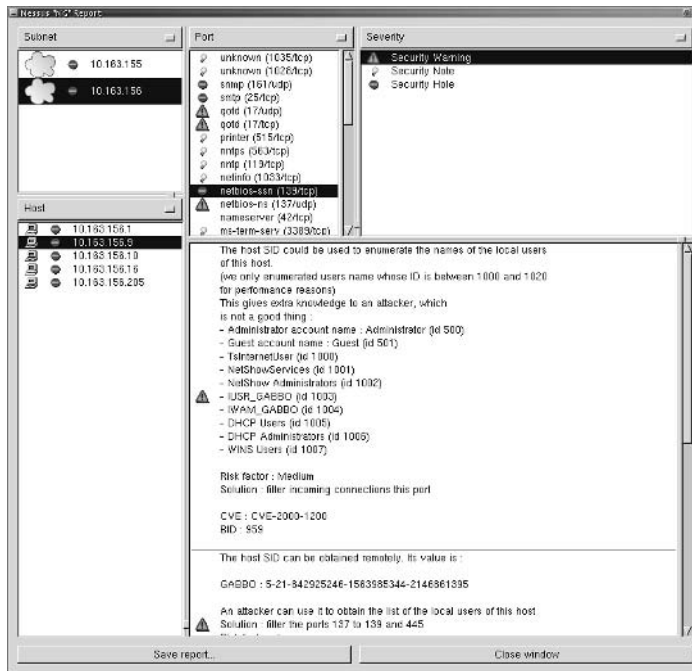 Nessus "NG" Report
Subnet
10.163.155
10.163.156
Port
unknown (1035/tcp)
unknown (1026/tcp)
snmp (161/udp)
smtp (25/tcp)
qotd (17/udp)
qotd (17/tcp)
printer (515/tcp)
nntps (563/tcp)
nntp (119/tcp)
netinfo (1033/tcp)
netbios-ssn (139/tcp)
netbios-ns (137/udp)
nameserver (42/tcp)
ms-term-serv (3389/tcp)
Severity
Security Warning
Security Note
Security Hole
Host
10.163.156.1
10.163.156.9
10.163.156.10
10.163.156.16
10.163.156.205
The host SID could be used to enumerate the names of the local users
of this host.
(we only enumerated users name whose ID is between 1000 and 1020
for performance reasons)
This gives extra knowledge to an attacker, which
is not a good thing :
- Administrator account name : Administrator (id 500)
- Guest account name : Guest (id 501)
- TsInternetUser (id 1000)
- NetShowServices (id 1001)
- NetShow Administrators (id 1002)
- IUSR_GABBO (id 1003)
- IWAM_GABBO (id 1004)
- DHCP Users (id 1005)
- DHCP Administrators (id 1006)
- WINS Users (id 1007)
Risk factor : Medium
Solution : filter incoming connections this port
CVE : CVE-2000-1200
BID : 959
The host SID can be obtained remotely. Its value is :
GABBO : 5-21-842925246-1563985344-2146861395
An attacker can use it to obtain the list of the local users of this host
Solution : filter the ports 137 to 139 and 445
Save report...
Close window